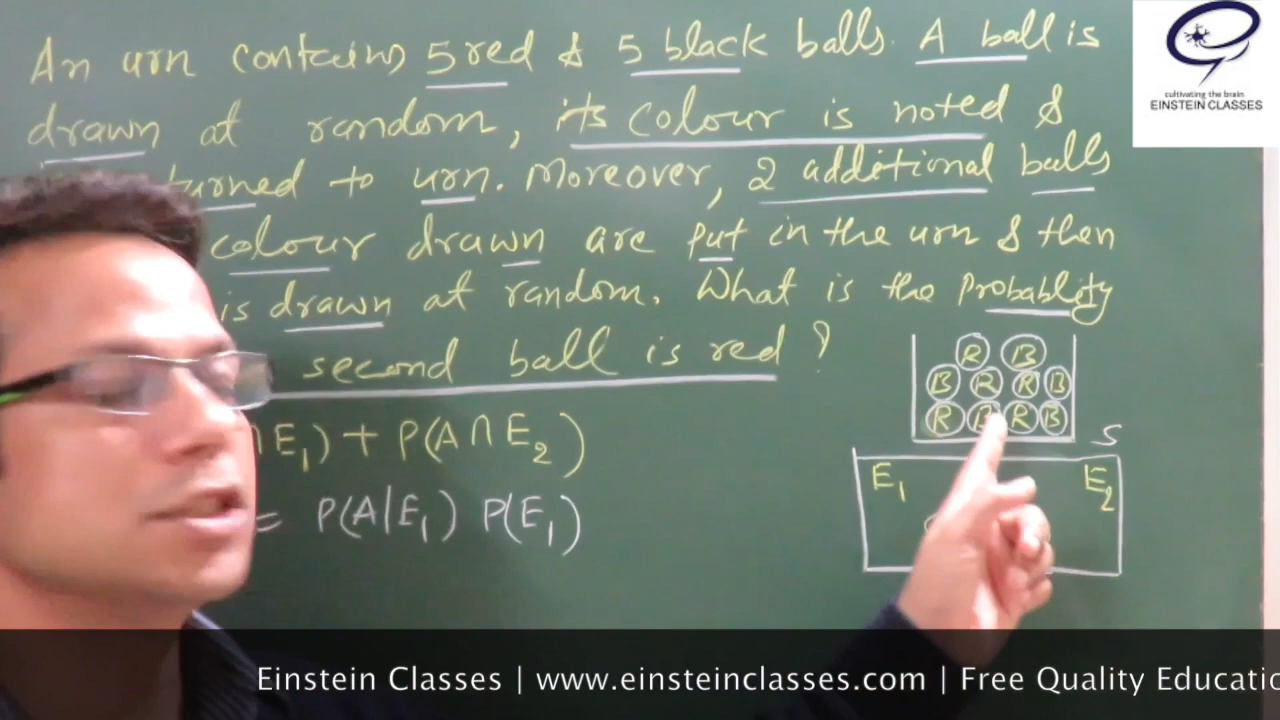 An urn contains 5 red & 5 black balls. A ball is
drawn at random, its colour is noted &
turned to urn. Moreover, 2 additional balls
colour drawn are put in the urn & then
is drawn at random. What is the Probablity
second ball is red ?
∩ E₁) + P(A ∩ E₂)
= P(A|E₁) P(E₁)
R B
B R R B
R B R B
S
E₁ E₂
cultivating the brain
EINSTEIN CLASSES
Einstein Classes | www.einsteinclasses.com | Free Quality Educatio